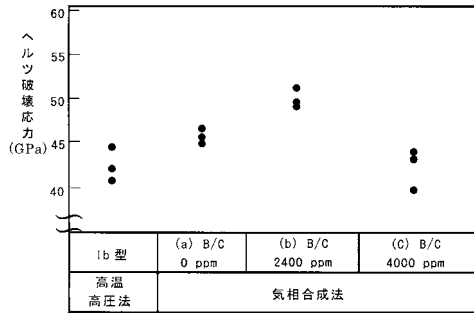 ヘルツ破壊応力
(GPa)
60
55
50
45
40
Ib型
(a) B/C
0 ppm
(b) B/C
2400 ppm
(C) B/C
4000 ppm
高温
高圧法
気相合成法